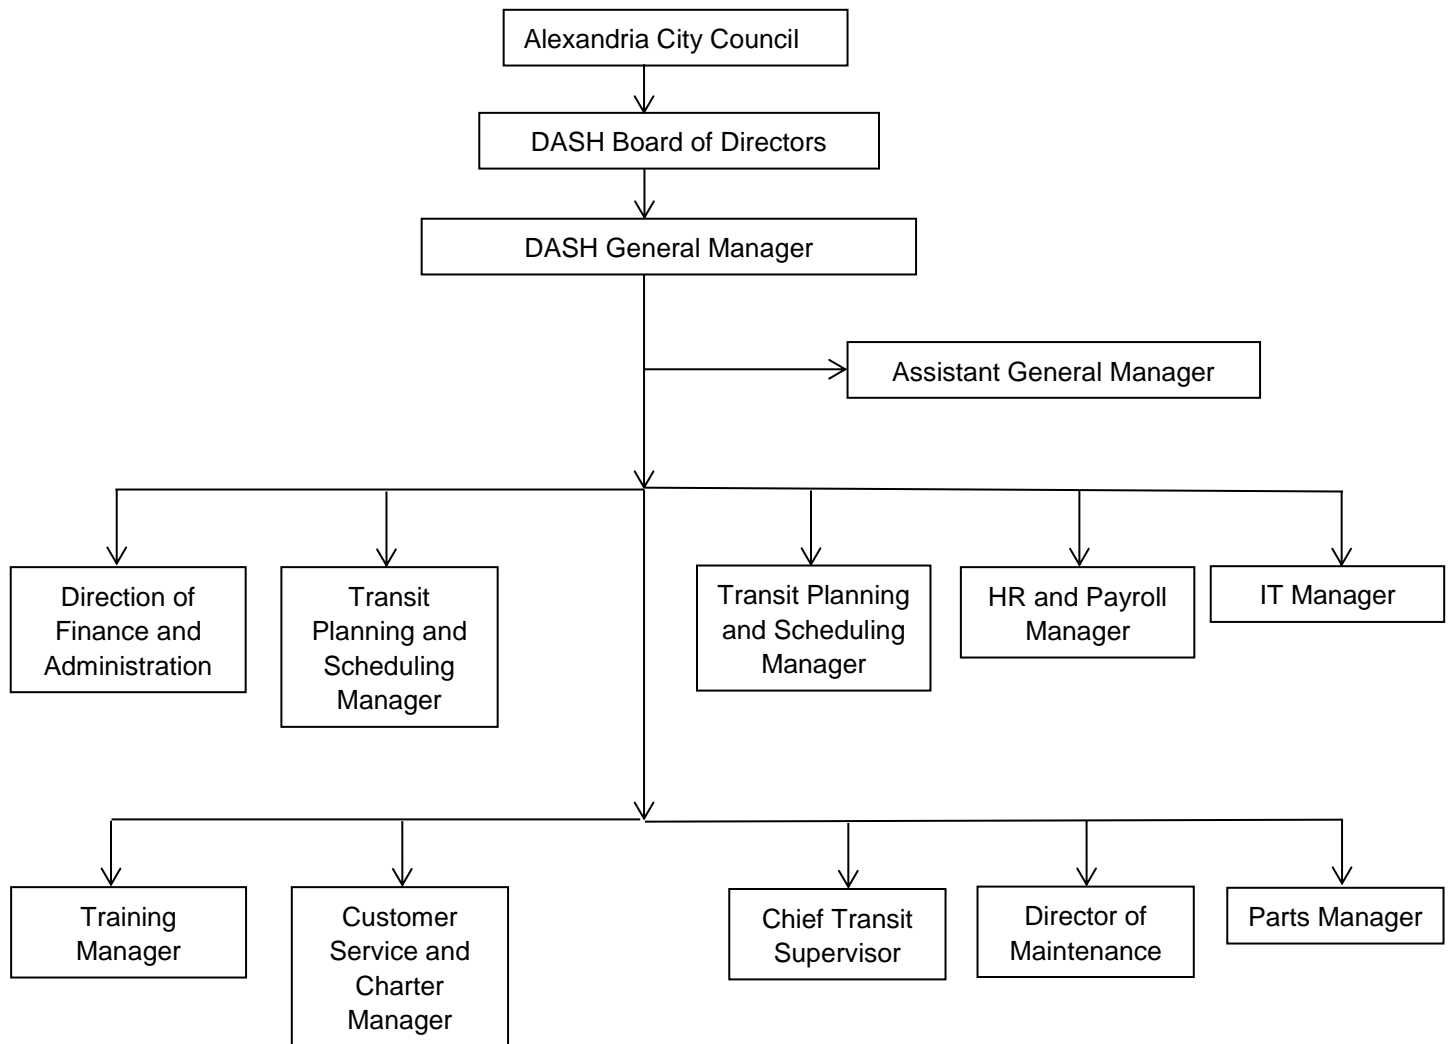 Alexandria City Council
DASH Board of Directors
DASH General Manager
Assistant General Manager
Direction of
Finance and
Administration
Transit
Planning and
Scheduling
Manager
Transit Planning
and Scheduling
Manager
HR and Payroll
Manager
IT Manager
Training
Manager
Customer
Service and
Charter
Manager
Chief Transit
Supervisor
Director of
Maintenance
Parts Manager